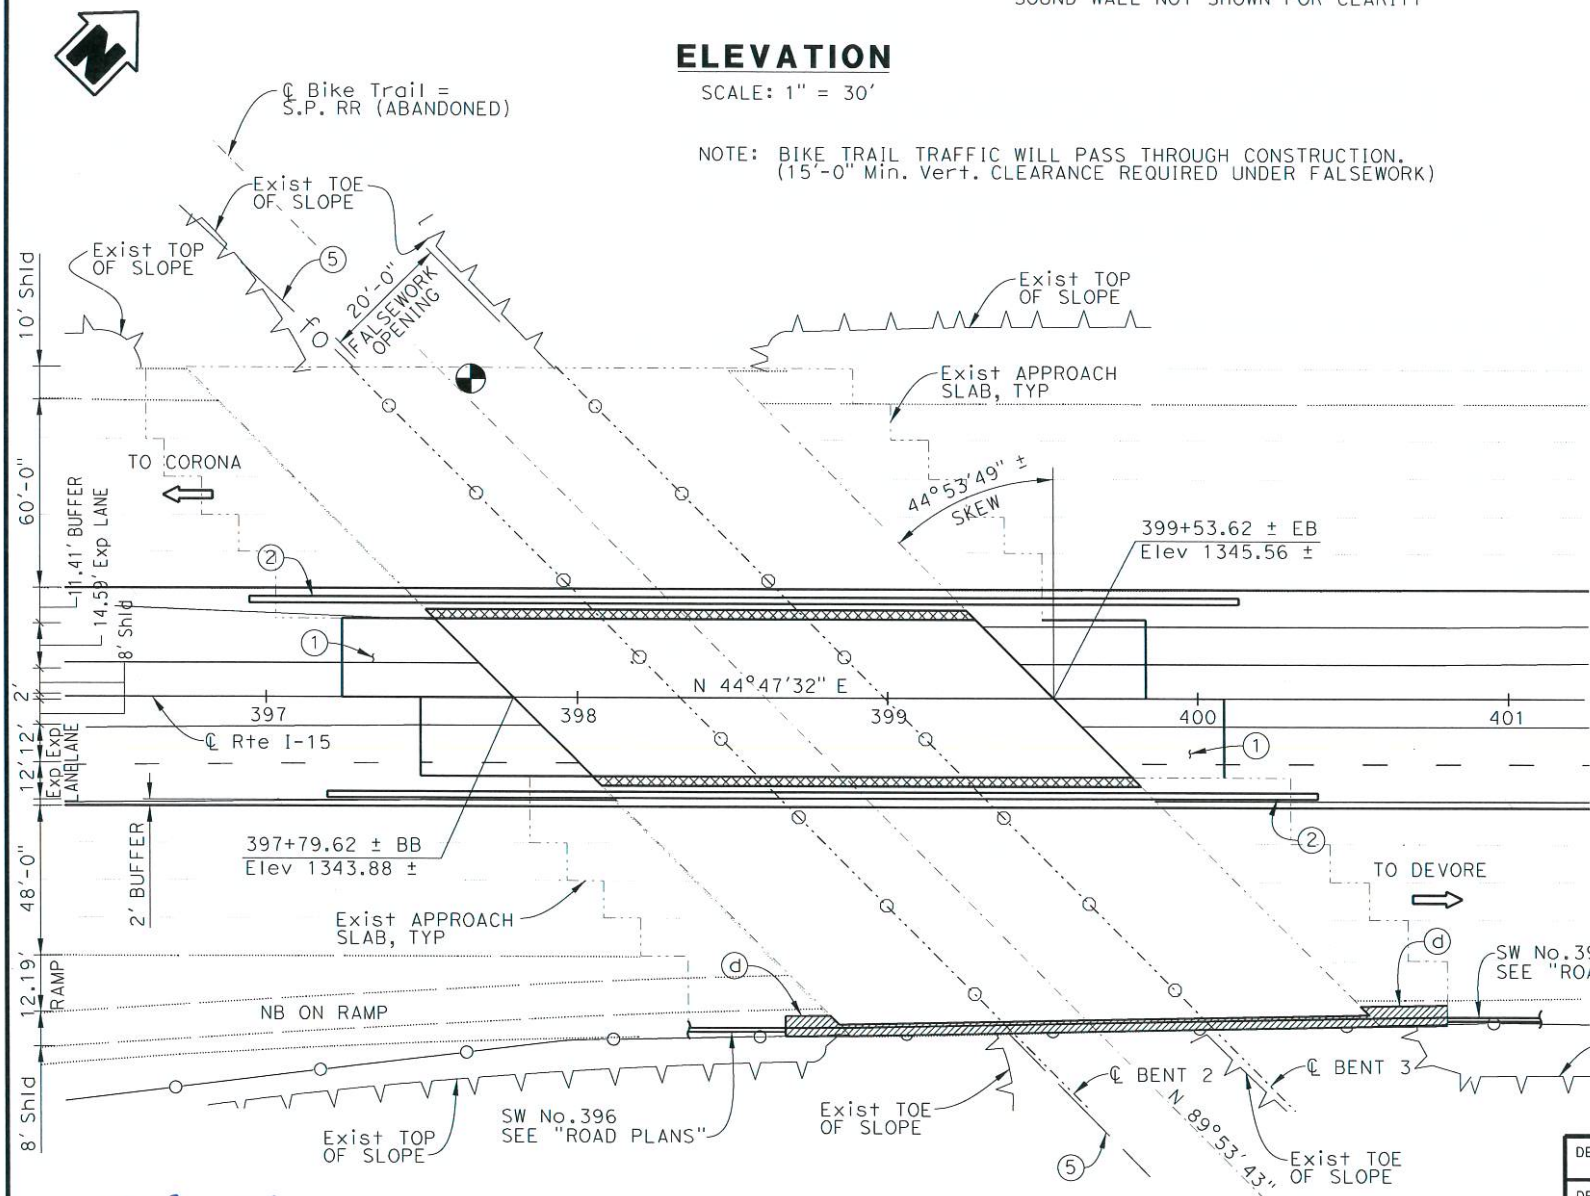 SOUND WALL NOT SHOWN FOR CLARITY
N
ELEVATION
SCALE: 1" = 30'
℄ Bike Trail =
S.P. RR (ABANDONED)
NOTE: BIKE TRAIL TRAFFIC WILL PASS THROUGH CONSTRUCTION.
(15'-0" Min. Vert. CLEARANCE REQUIRED UNDER FALSEWORK)
Exist TOE
OF SLOPE
Exist TOP
OF SLOPE
5
20'-0"
FALSEWORK
OPENING
fo
Exist TOP
OF SLOPE
10' Shld
Exist APPROACH
SLAB, TYP
TO CORONA
60'-0"
11.41' BUFFER
14.59' Exp LANE
8' Shld
44°53'49" ±
SKEW
399+53.62 ± EB
Elev 1345.56 ±
2
1
N 44°47'32" E
2'
397
398
399
400
401
℄ Rte I-15
12'
Exp
LANE
12'
Exp
LANE
1
2
397+79.62 ± BB
Elev 1343.88 ±
48'-0"
2' BUFFER
TO DEVORE
Exist APPROACH
SLAB, TYP
d
d
SW No.39
SEE "ROA
12.19'
RAMP
NB ON RAMP
8' Shld
℄ BENT 2
℄ BENT 3
N 89°53'43"
SW No.396
SEE "ROAD PLANS"
Exist TOP
OF SLOPE
Exist TOE
OF SLOPE
5
Exist TOE
OF SLOPE
DE